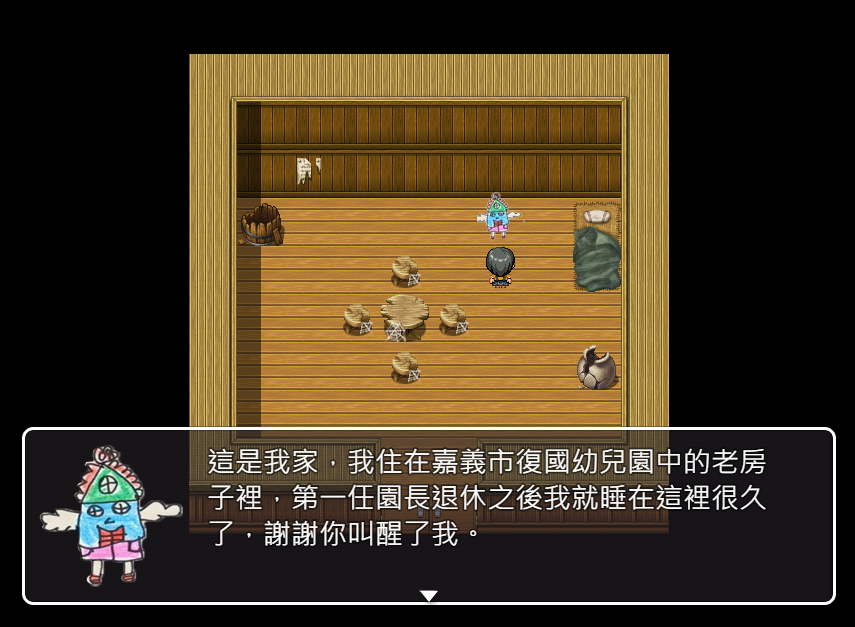 這是我家，我住在嘉義市復國幼兒園中的老房
子裡，第一任園長退休之後我就睡在這裡很久
了，謝謝你叫醒了我。